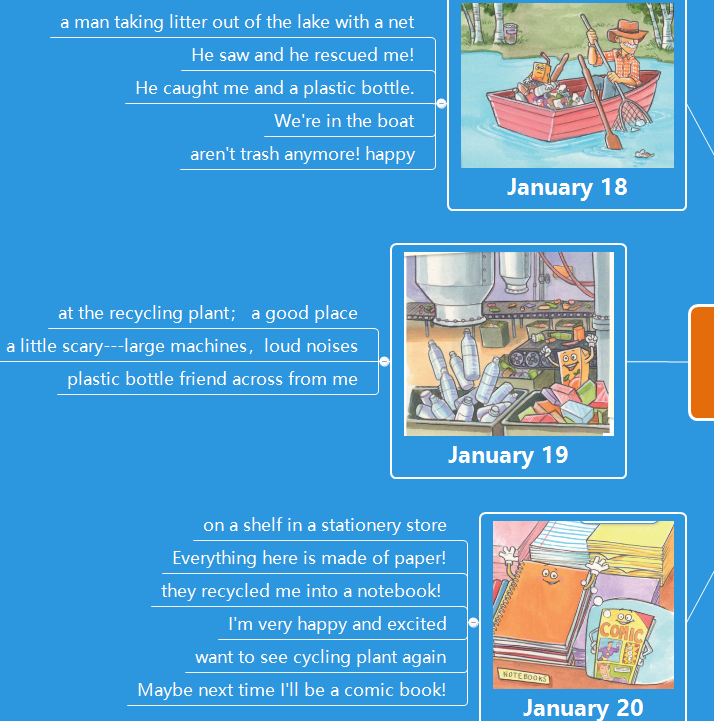 a man taking litter out of the lake with a net
He saw and he rescued me!
He caught me and a plastic bottle.
We're in the boat
aren't trash anymore! happy
January 18
at the recycling plant； a good place
a little scary---large machines，loud noises
plastic bottle friend across from me
January 19
on a shelf in a stationery store
Everything here is made of paper!
they recycled me into a notebook!
I'm very happy and excited
want to see cycling plant again
Maybe next time I'll be a comic book!
COMIC
NOTEBOOKS
January 20